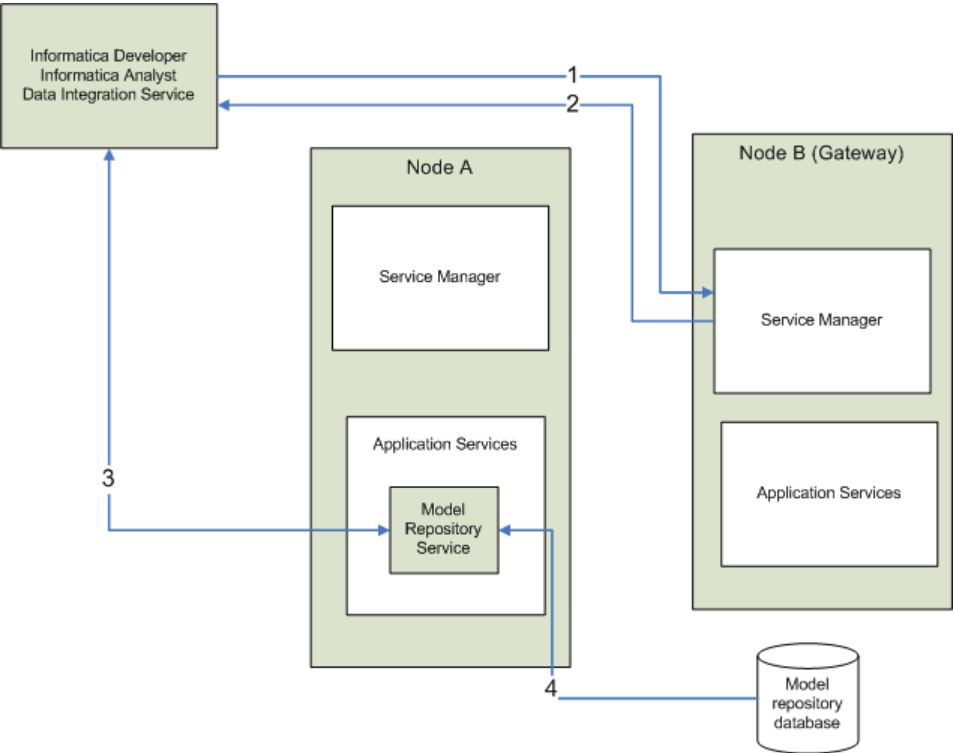 Informatica Developer
Informatica Analyst
Data Integration Service
1
2
Node A
Node B (Gateway)
Service Manager
Service Manager
Application Services
Model
Repository
Service
Application Services
3
4
Model
repository
database